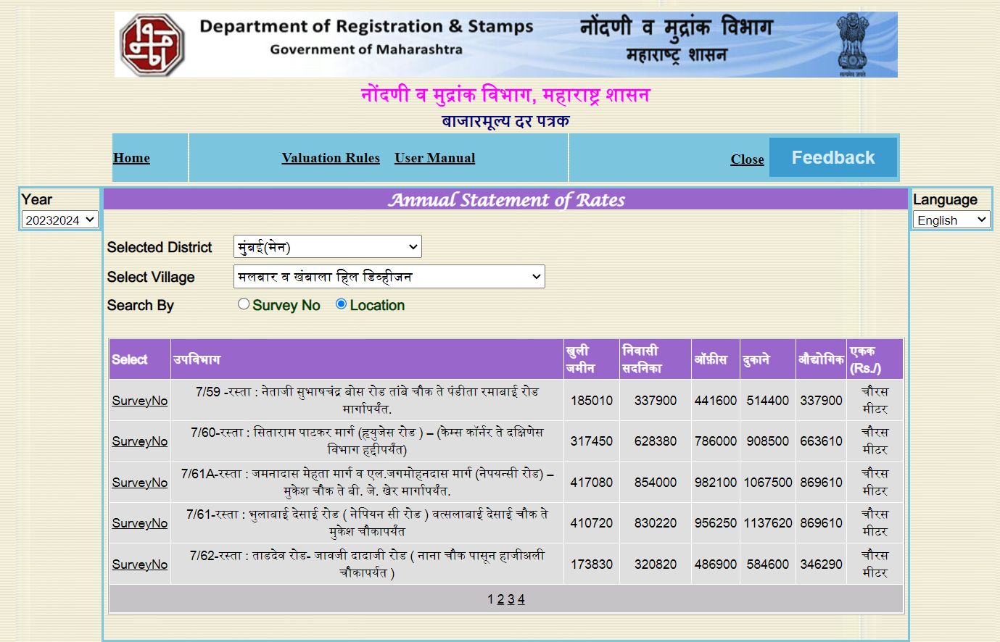 Department of Registration & Stamps
Government of Maharashtra
नोंदणी व मुद्रांक विभाग
महाराष्ट्र शासन
सत्यमेव जयते
नोंदणी व मुद्रांक विभाग, महाराष्ट्र शासन
बाजारमूल्य दर पत्रक
Home
Valuation Rules User Manual
Close Feedback
Year
20232024
Annual Statement of Rates
Language
English
Selected District मुंबई(मेन)
Select Village मलबार व खंबाला हिल डिव्हीजन
Search By Survey No Location
Select उपविभाग खुली जमीन निवासी सदनिका ऑफ़ीस दुकाने औद्योगिक एकक (Rs./)
SurveyNo 7/59 -रस्ता : नेताजी सुभाषचंद्र बोस रोड तांबे चौक ते पंडीता रमाबाई रोड मार्गापर्यंत. 185010 337900 441600 514400 337900 चौरस मीटर
SurveyNo 7/60-रस्ता : सिताराम पाटकर मार्ग (हृयुजेस रोड ) – (केम्स कॉर्नर ते दक्षिणेस विभाग हद्दीपर्यंत) 317450 628380 786000 908500 663610 चौरस मीटर
SurveyNo 7/61A-रस्ता : जमनादास मेहता मार्ग व एल.जगमोहनदास मार्ग (नेपयन्सी रोड) – मुकेश चौक ते बी. जे. खेर मार्गापर्यंत. 417080 854000 982100 1067500 869610 चौरस मीटर
SurveyNo 7/61-रस्ता : भुलाबाई देसाई रोड ( नेपियन सी रोड ) वत्सलाबाई देसाई चौक ते मुकेश चौकापर्यंत 410720 830220 956250 1137620 869610 चौरस मीटर
SurveyNo 7/62-रस्ता : ताडदेव रोड- जावजी दादाजी रोड ( नाना चौक पासून हाजीअली चौकापर्यत ) 173830 320820 486900 584600 346290 चौरस मीटर
1 2 3 4